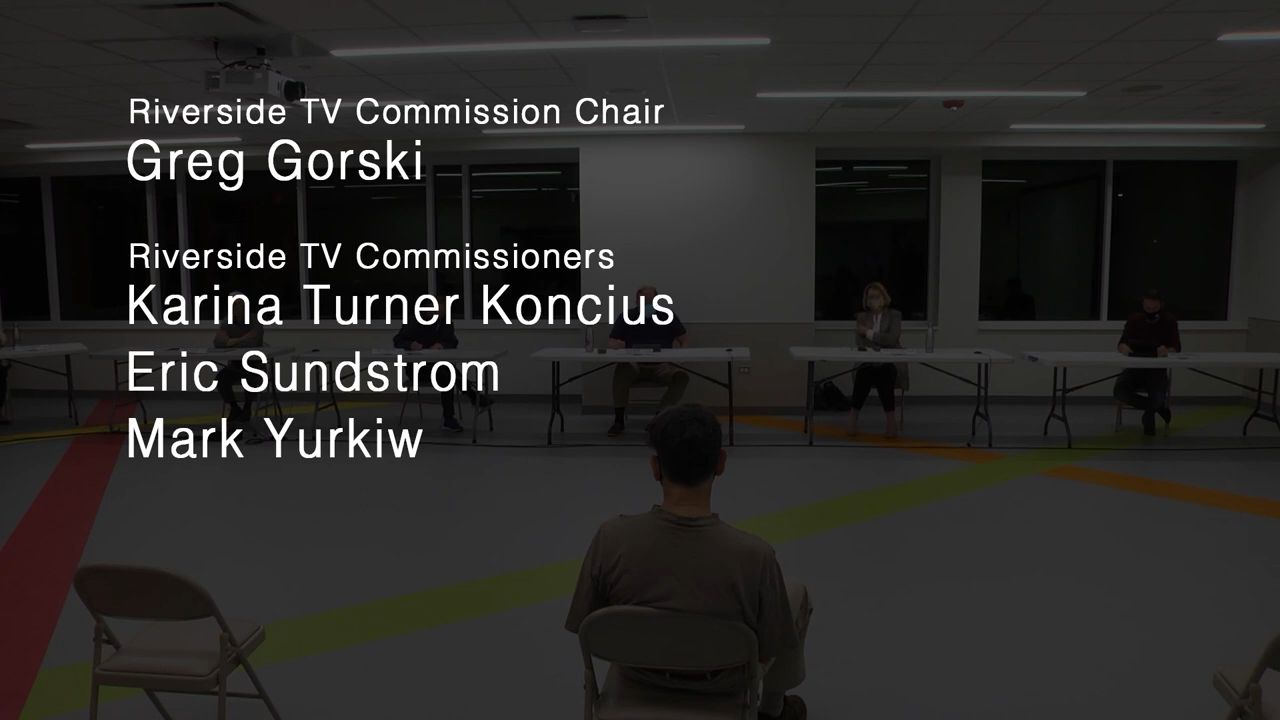 Riverside TV Commission Chair
Greg Gorski
Riverside TV Commissioners
Karina Turner Koncius
Eric Sundstrom
Mark Yurkiw